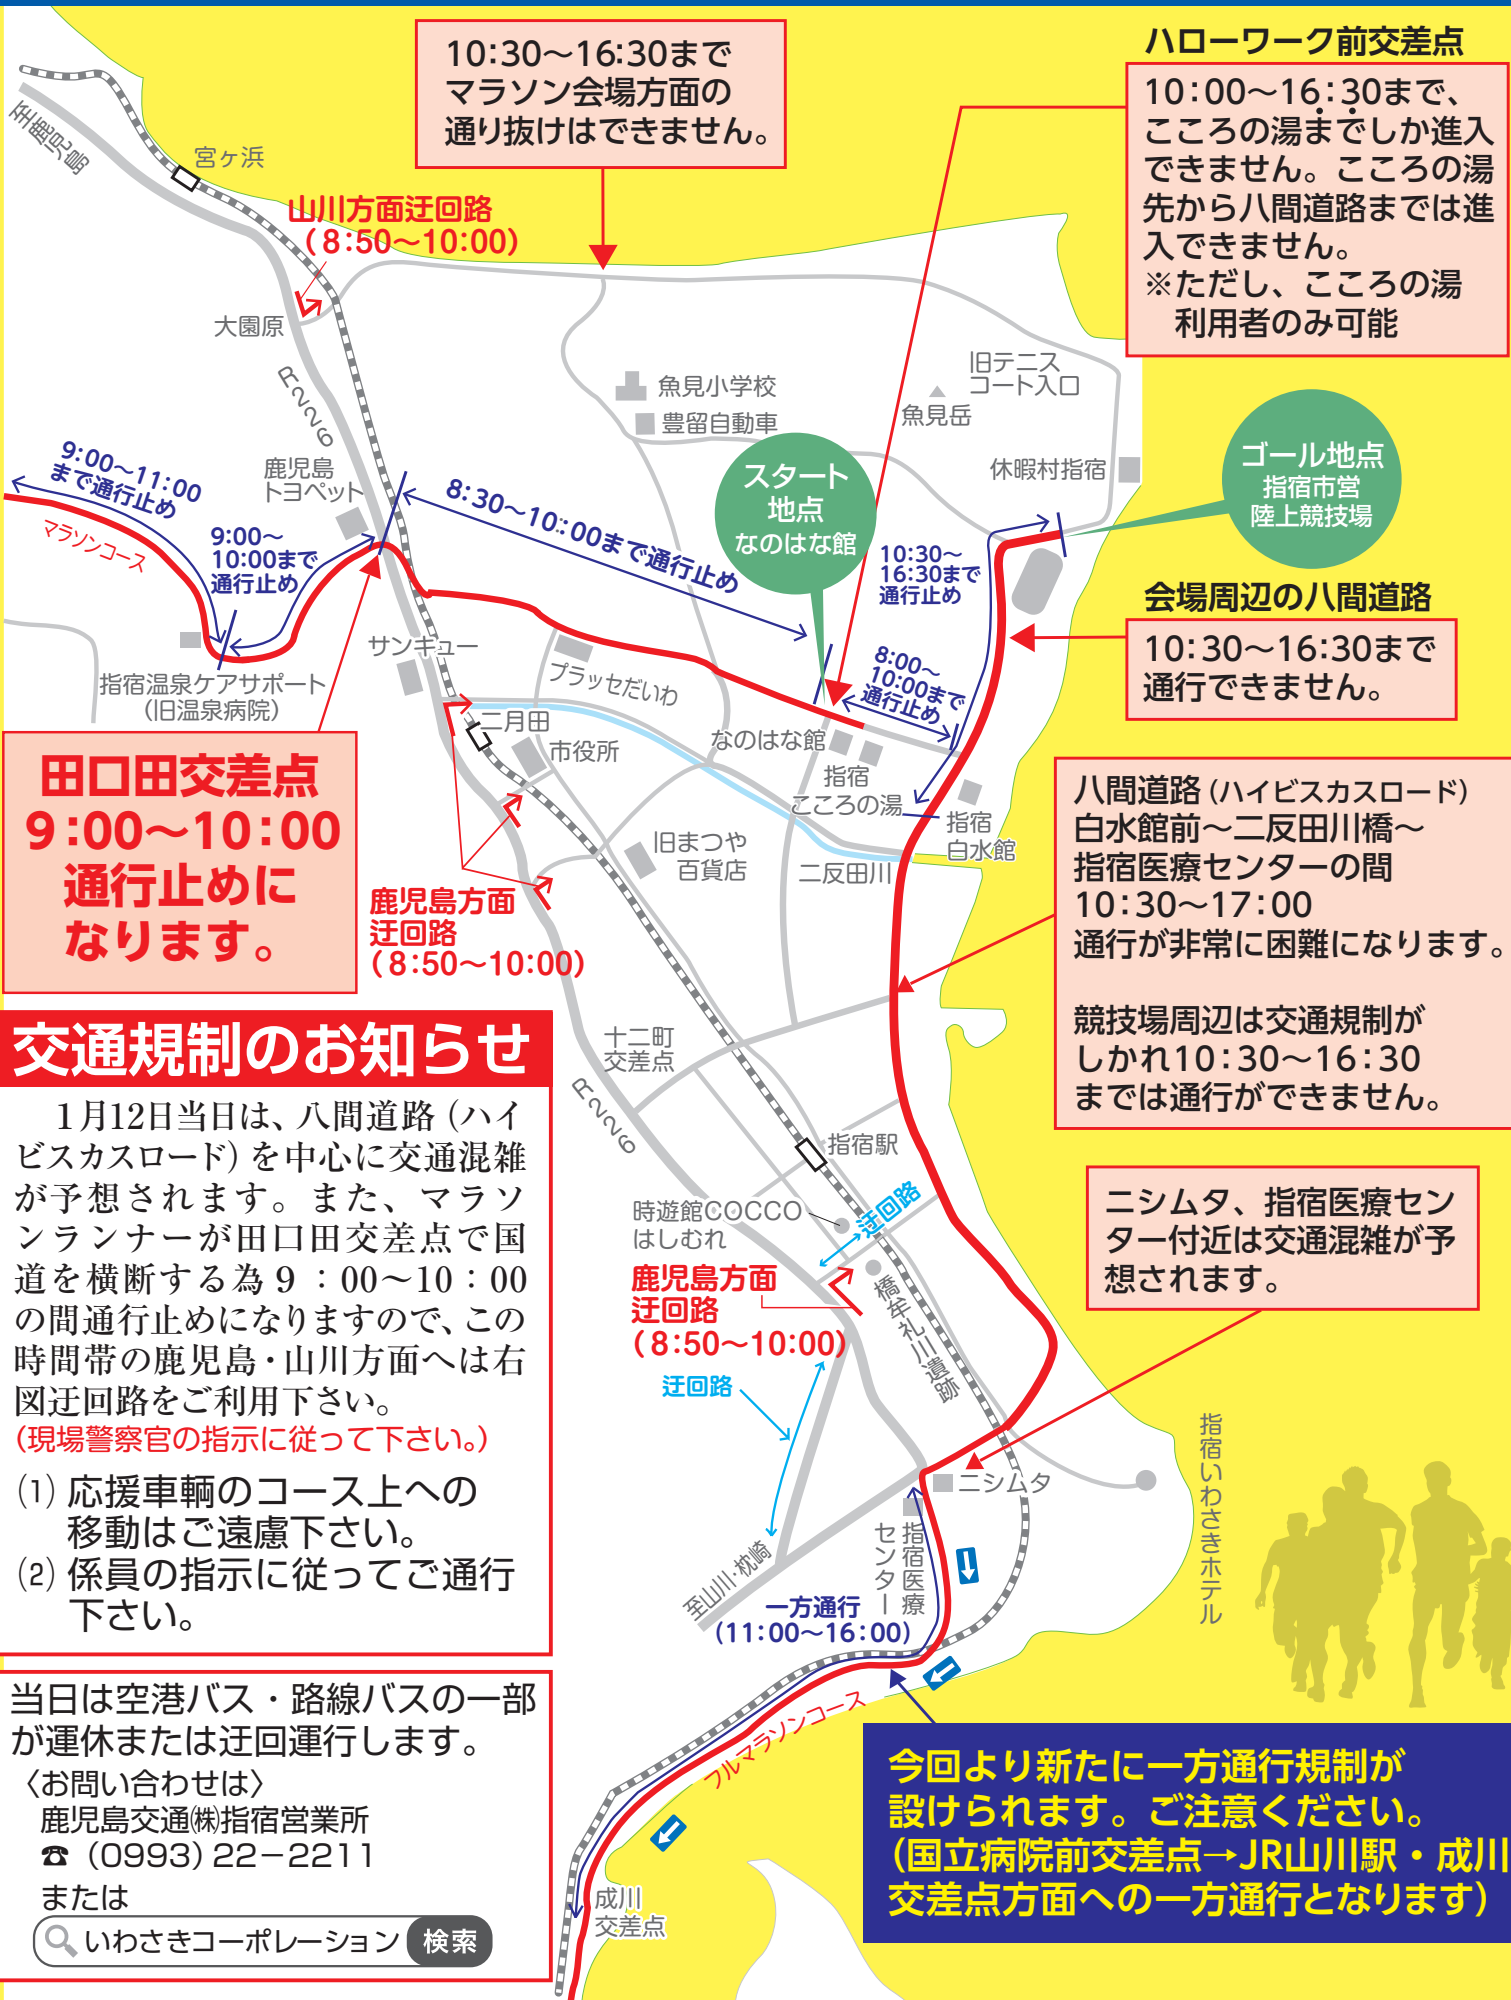 10:30～16:30まで
マラソン会場方面の
通り抜けはできません。
ハローワーク前交差点
10：00～16：30まで、
こころの湯までしか進入
できません。こころの湯
先から八間道路までは進
入できません。
※ただし、こころの湯
利用者のみ可能
至鹿児島
宮ヶ浜
山川方面迂回路
（8:50～10:00）
大園原
R226
魚見小学校
豊留自動車
旧テニス
コート入口
魚見岳
休暇村指宿
ゴール地点
指宿市営
陸上競技場
スタート
地点
なのはな館
9:00～11:00
まで通行止め
マラソンコース
鹿児島
トヨペット
9:00～
10:00まで
通行止め
8:30～10:00まで通行止め
10:30～
16:30まで
通行止め
会場周辺の八間道路
10：30～16：30まで
通行できません。
サンキュー
プラッセだいわ
8:00～
10:00まで
通行止め
指宿温泉ケアサポート
（旧温泉病院）
二月田
市役所
なのはな館
指宿
こころの湯
指宿
白水館
田口田交差点
9：00～10：00
通行止めに
なります。
旧まつや
百貨店
二反田川
鹿児島方面
迂回路
（8:50～10:00）
八間道路（ハイビスカスロード）
白水館前～二反田川橋～
指宿医療センターの間
10：30～17：00
通行が非常に困難になります。
競技場周辺は交通規制が
しかれ10：30～16：30
までは通行ができません。
交通規制のお知らせ
１月12日当日は、八間道路（ハイ
ビスカスロード）を中心に交通混雑
が予想されます。また、マラソ
ンランナーが田口田交差点で国
道を横断する為９：00～10：00
の間通行止めになりますので、この
時間帯の鹿児島・山川方面へは右
図迂回路をご利用下さい。
（現場警察官の指示に従って下さい。）
⑴ 応援車輌のコース上への
移動はご遠慮下さい。
⑵ 係員の指示に従ってご通行
下さい。
十二町
交差点
R226
指宿駅
時遊館COCCO
はしむれ
迂回路
鹿児島方面
迂回路
（8:50～10:00）
橋牟礼川遺跡
迂回路
ニシムタ、指宿医療セン
ター付近は交通混雑が予
想されます。
ニシムタ
指宿医療
センター
指宿いわさきホテル
至山川・枕崎
一方通行
（11:00～16:00）
フルマラソンコース
成川
交差点
当日は空港バス・路線バスの一部
が運休または迂回運行します。
〈お問い合わせは〉
鹿児島交通㈱指宿営業所
☎（0993）22－2211
または
いわさきコーポレーション 検索
今回より新たに一方通行規制が
設けられます。ご注意ください。
（国立病院前交差点→JR山川駅・成川
交差点方面への一方通行となります）